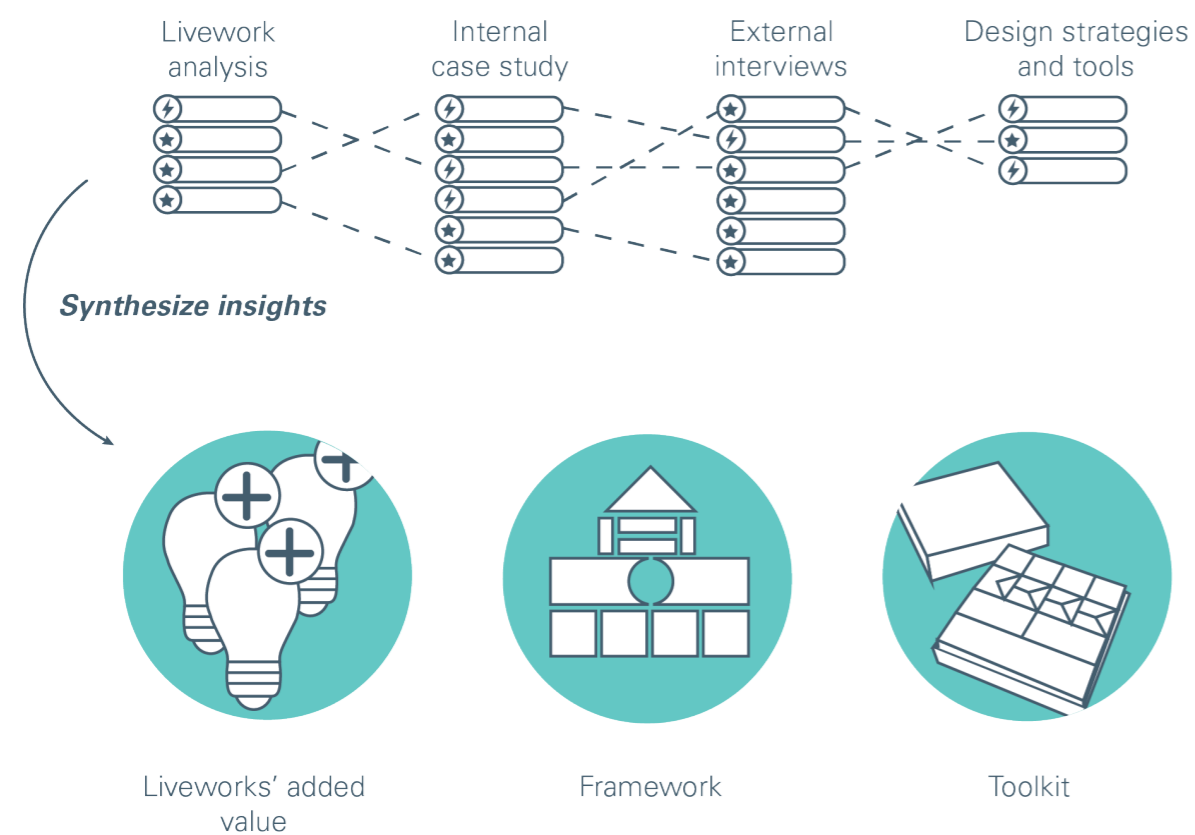 Livework
analysis
Internal
case study
External
interviews
Design strategies
and tools
Synthesize insights
Liveworks’ added
value
Framework
Toolkit